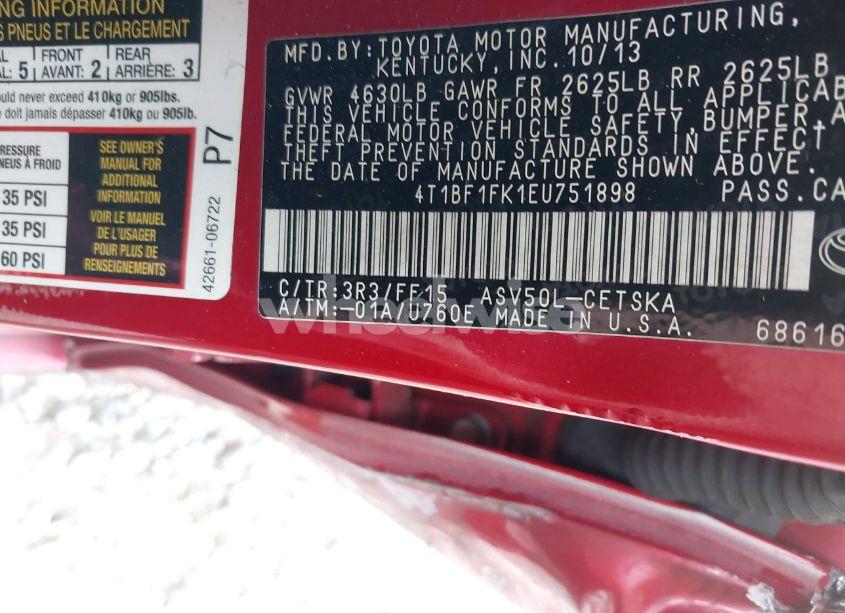 NG INFORMATION
S PNEUS ET LE CHARGEMENT
AL: 5 FRONT AVANT: 2 REAR ARRIÈRE: 3
ould never exceed 410kg or 905lbs.
e doit jamais dépasser 410kg ou 905lb.
RESSURE
NEUS À FROID
35 PSI
35 PSI
60 PSI
SEE OWNER'S
MANUAL FOR
ADDITIONAL
INFORMATION
VOIR LE MANUEL
DE L'USAGER
POUR PLUS DE
RENSEIGNEMENTS
P7
42661-06722
MFD.BY:TOYOTA MOTOR MANUFACTURING,
KENTUCKY,INC.10/13
GVWR 4630LB GAWR FR 2625LB RR 2625LB
THIS VEHICLE CONFORMS TO ALL APPLICAB
FEDERAL MOTOR VEHICLE SAFETY,BUMPER,A
THEFT PREVENTION STANDARDS IN EFFECT
THE DATE OF MANUFACTURE SHOWN ABOVE.
4T1BF1FK1EU751898 PASS.CA
C/TR:3R3/FF15 ASV50L-CETSKA
A/TM:-01A/U760E MADE IN U.S.A. 68616